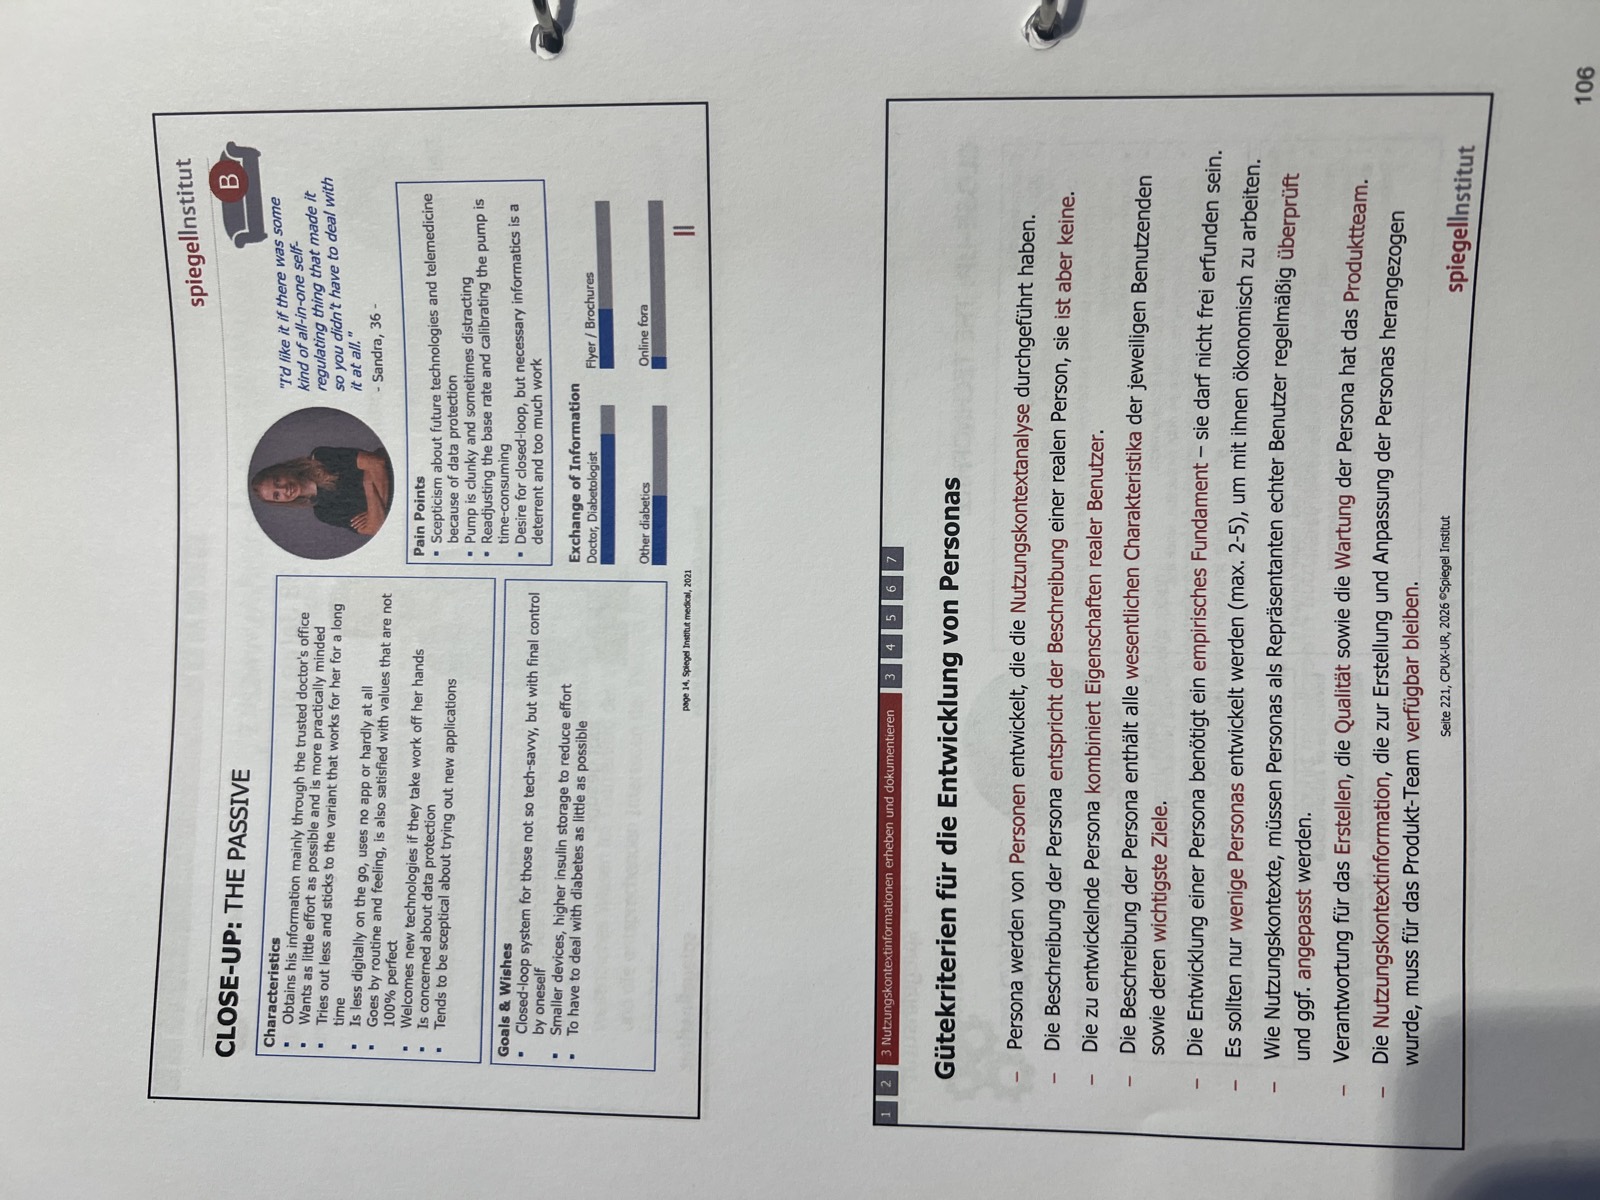 spiegelInstitut
CLOSE-UP: THE PASSIVE
B
Characteristics
▪ Obtains his information mainly through the trusted doctor's office
▪ Wants as little effort as possible and is more practically minded
▪ Tries out less and sticks to the variant that works for her for a long
time
▪ Is less digitally on the go, uses no app or hardly at all
▪ Goes by routine and feeling, is also satisfied with values that are not
100% perfect
▪ Welcomes new technologies if they take work off her hands
▪ Is concerned about data protection
▪ Tends to be sceptical about trying out new applications
"I'd like it if there was some
kind of all-in-one self-
regulating thing that made it
so you didn't have to deal with
it at all."
- Sandra, 36 -
Goals & Wishes
▪ Closed-loop system for those not so tech-savvy, but with final control
by oneself
▪ Smaller devices, higher insulin storage to reduce effort
▪ To have to deal with diabetes as little as possible
Pain Points
▪ Scepticism about future technologies and telemedicine
because of data protection
▪ Pump is clunky and sometimes distracting
▪ Readjusting the base rate and calibrating the pump is
time-consuming
▪ Desire for closed-loop, but necessary informatics is a
deterrent and too much work
Exchange of Information
Doctor, Diabetologist
Flyer / Brochures
Other diabetics
Online fora
page 14, Spiegel Institut medical, 2021
1 2 3 Nutzungskontextinformationen erheben und dokumentieren 3 4 5 6 7
Gütekriterien für die Entwicklung von Personas
– Persona werden von Personen entwickelt, die die Nutzungskontextanalyse durchgeführt haben.
– Die Beschreibung der Persona entspricht der Beschreibung einer realen Person, sie ist aber keine.
– Die zu entwickelnde Persona kombiniert Eigenschaften realer Benutzer.
– Die Beschreibung der Persona enthält alle wesentlichen Charakteristika der jeweiligen Benutzenden
sowie deren wichtigste Ziele.
– Die Entwicklung einer Persona benötigt ein empirisches Fundament – sie darf nicht frei erfunden sein.
– Es sollten nur wenige Personas entwickelt werden (max. 2-5), um mit ihnen ökonomisch zu arbeiten.
– Wie Nutzungskontexte, müssen Personas als Repräsentanten echter Benutzer regelmäßig überprüft
und ggf. angepasst werden.
– Verantwortung für das Erstellen, die Qualität sowie die Wartung der Persona hat das Produktteam.
– Die Nutzungskontextinformation, die zur Erstellung und Anpassung der Personas herangezogen
wurde, muss für das Produkt-Team verfügbar bleiben.
Seite 221, CPUX-UR, 2026 ©Spiegel Institut
spiegelInstitut
106